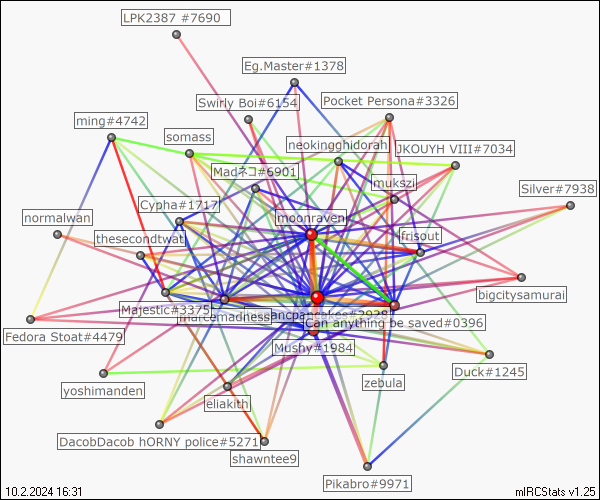 LPK2387 #7690
Eg.Master#1378
Swirly Boi#6154
Pocket Persona#3326
ming#4742
somass
neokingghidorah
JKOUYH VIII#7034
Madネコ#6901
mukszi
Silver#7938
Cypha#1717
normalwan
moonraven
thesecondtwat
frisout
bigcitysamurai
Majestic#3375
Can anything be saved#0396
Fedora Stoat#4479
Mushy#1984
Duck#1245
zebula
yoshimanden
eliakith
DacobDacob hORNY police#5271
shawntee9
Pikabro#9971
10.2.2024 16:31
mIRCStats v1.25